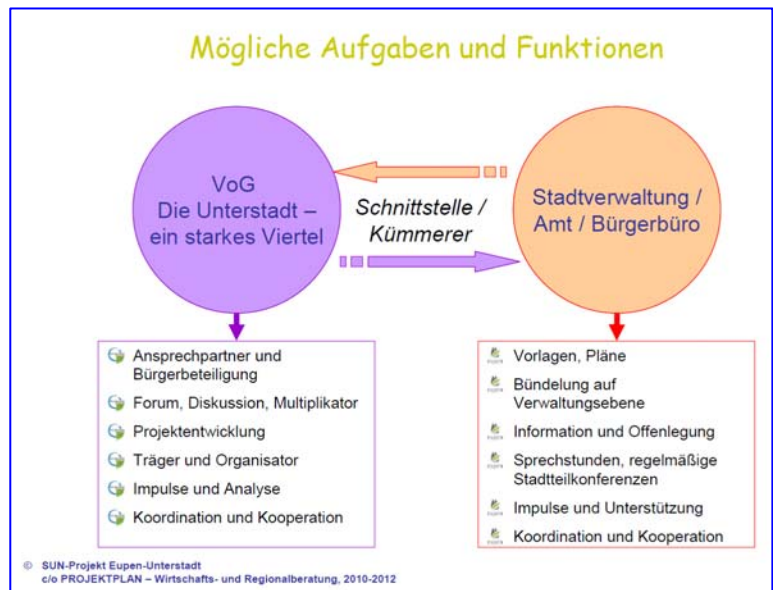 Mögliche Aufgaben und Funktionen
VoG
Die Unterstadt –
ein starkes Viertel
Schnittstelle /
Kümmerer
Stadtverwaltung /
Amt / Bürgerbüro
Ansprechpartner und
Bürgerbeteiligung
Forum, Diskussion, Multiplikator
Projektentwicklung
Träger und Organisator
Impulse und Analyse
Koordination und Kooperation
Vorlagen, Pläne
Bündelung auf
Verwaltungsebene
Information und Offenlegung
Sprechstunden, regelmäßige
Stadtteilkonferenzen
Impulse und Unterstützung
Koordination und Kooperation
© SUN-Projekt Eupen-Unterstadt
c/o PROJEKTPLAN – Wirtschafts- und Regionalberatung, 2010-2012